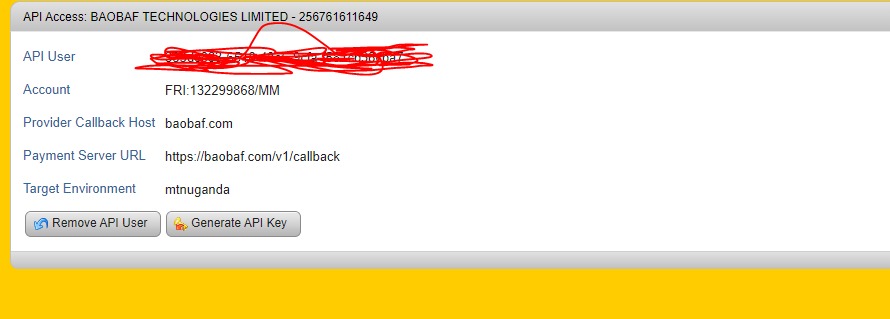 API Access: BAOBAF TECHNOLOGIES LIMITED - 256761611649
API User
Account FRI:132299868/MM
Provider Callback Host baobaf.com
Payment Server URL https://baobaf.com/v1/callback
Target Environment mtnuganda
Remove API User Generate API Key